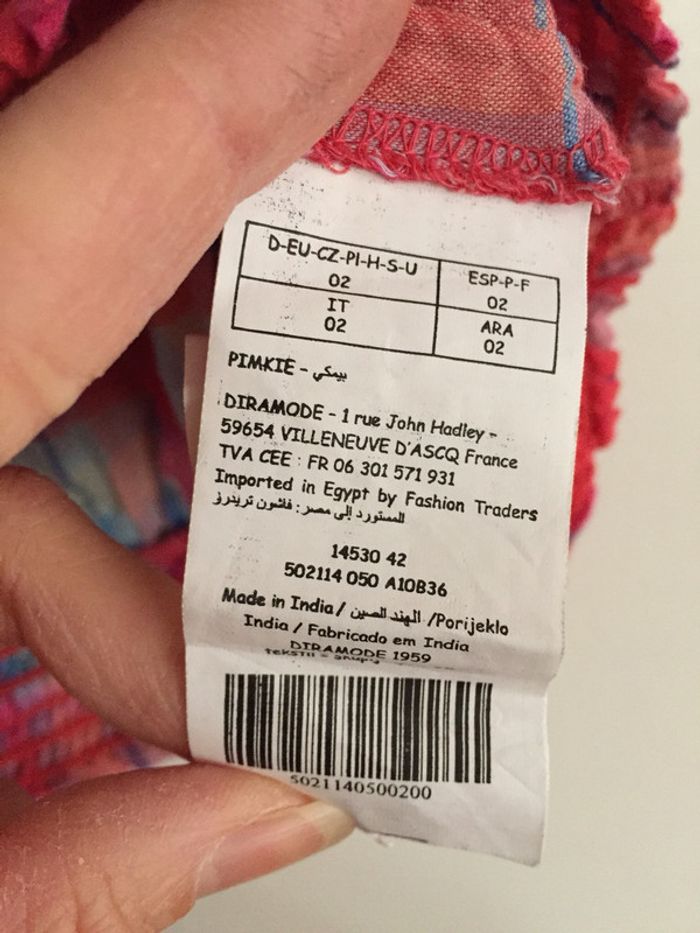 D-EU-CZ-PI-H-S-U
02
ESP-P-F
02
IT
02
ARA
02
PIMKIE - بيمكي
DIRAMODE - 1 rue John Hadley -
59654 VILLENEUVE D'ASCQ France
TVA CEE : FR 06 301 571 931
Imported in Egypt by Fashion Traders
المستورد إلى مصر: فاشون تريدرز
14530 42
502114 050 A10B36
Made in India / الهند الصين /Porijeklo
India / Fabricado em India
DIRAMODE 1959
5021140500200